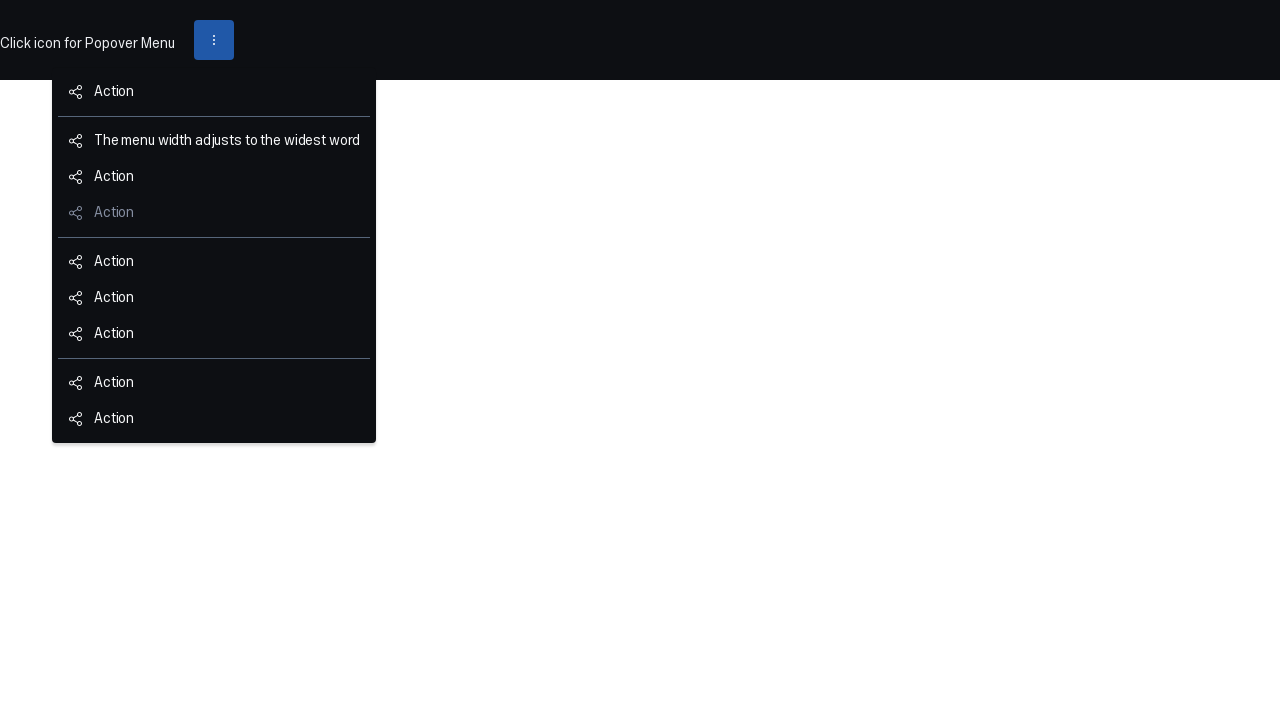 Click icon for Popover Menu
Action
The menu width adjusts to the widest word
Action
Action
Action
Action
Action
Action
Action